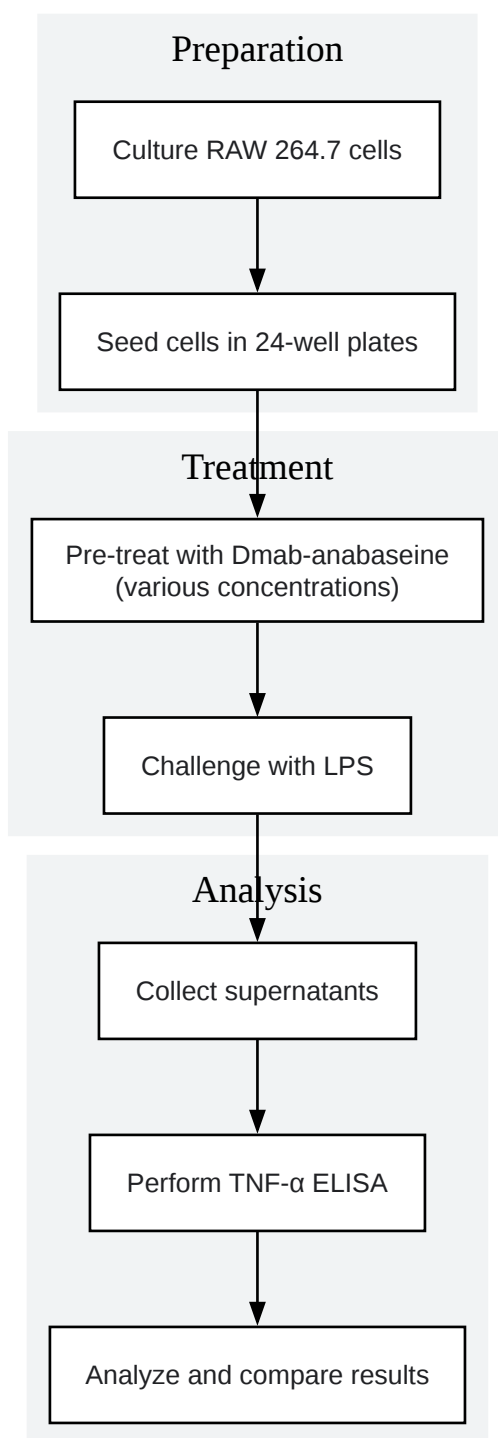 Preparation
Culture RAW 264.7 cells
Seed cells in 24-well plates
Treatment
Pre-treat with Dmab-anabaseine
(various concentrations)
Challenge with LPS
Analysis
Collect supernatants
Perform TNF-α ELISA
Analyze and compare results